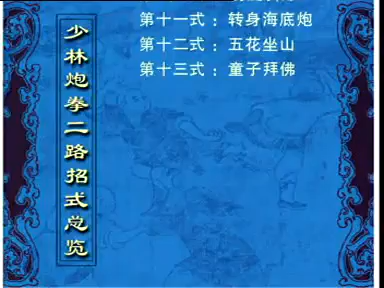 少林炮拳二路招式总览
第十一式：转身海底炮
第十二式：五花坐山
第十三式：童子拜佛